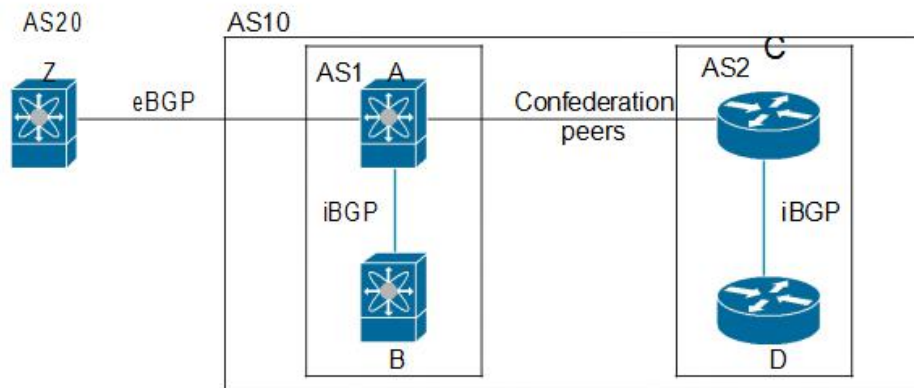 AS20
AS10
Z
eBGP
AS1
A
Confederation
peers
AS2
C
iBGP
iBGP
B
D